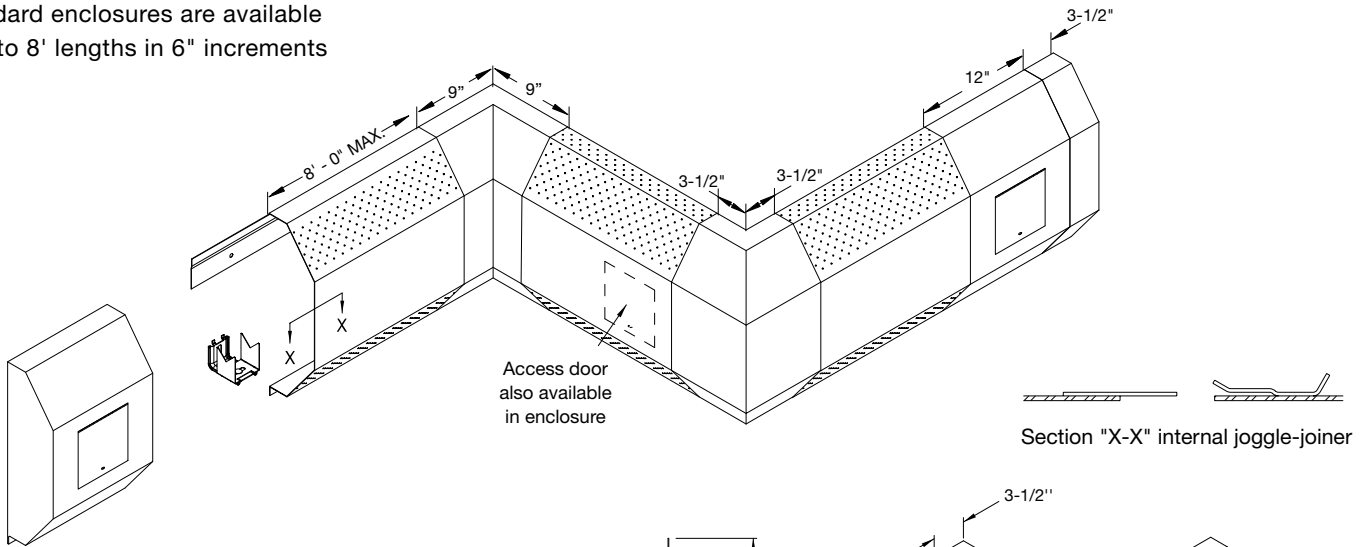 enclosures are available
to 8' lengths in 6" increments
3-1/2"
12"
9”
9”
8' - 0" MAX.
3-1/2"
3-1/2"
X
X
Access door
also available
in enclosure
Section "X-X" internal joggle-joiner
3-1/2''